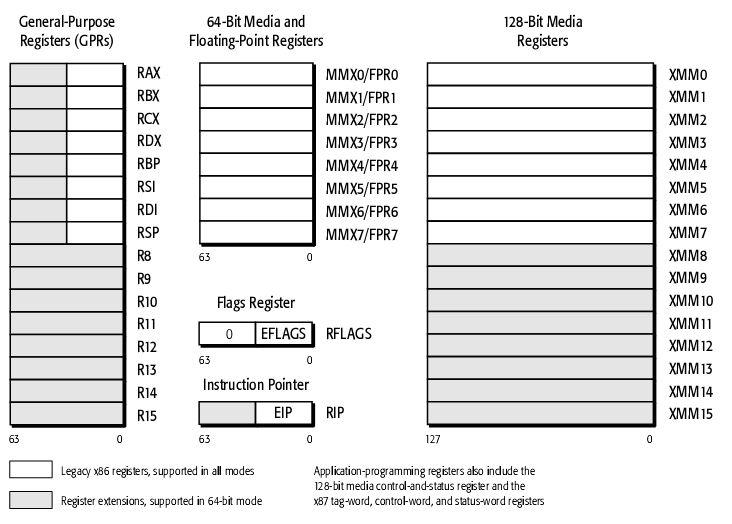 General-Purpose
Registers (GPRs)
RAX
RBX
RCX
RDX
RBP
RSI
RDI
RSP
R8
R9
R10
R11
R12
R13
R14
R15
63 0
64-Bit Media and
Floating-Point Registers
MMX0/FPR0
MMX1/FPR1
MMX2/FPR2
MMX3/FPR3
MMX4/FPR4
MMX5/FPR5
MMX6/FPR6
MMX7/FPR7
63 0
Flags Register
0 EFLAGS RFLAGS
63 0
Instruction Pointer
EIP RIP
63 0
128-Bit Media
Registers
XMM0
XMM1
XMM2
XMM3
XMM4
XMM5
XMM6
XMM7
XMM8
XMM9
XMM10
XMM11
XMM12
XMM13
XMM14
XMM15
127 0
Legacy x86 registers, supported in all modes
Register extensions, supported in 64-bit mode
Application-programming registers also include the
128-bit media control-and-status register and the
x87 tag-word, control-word, and status-word registers